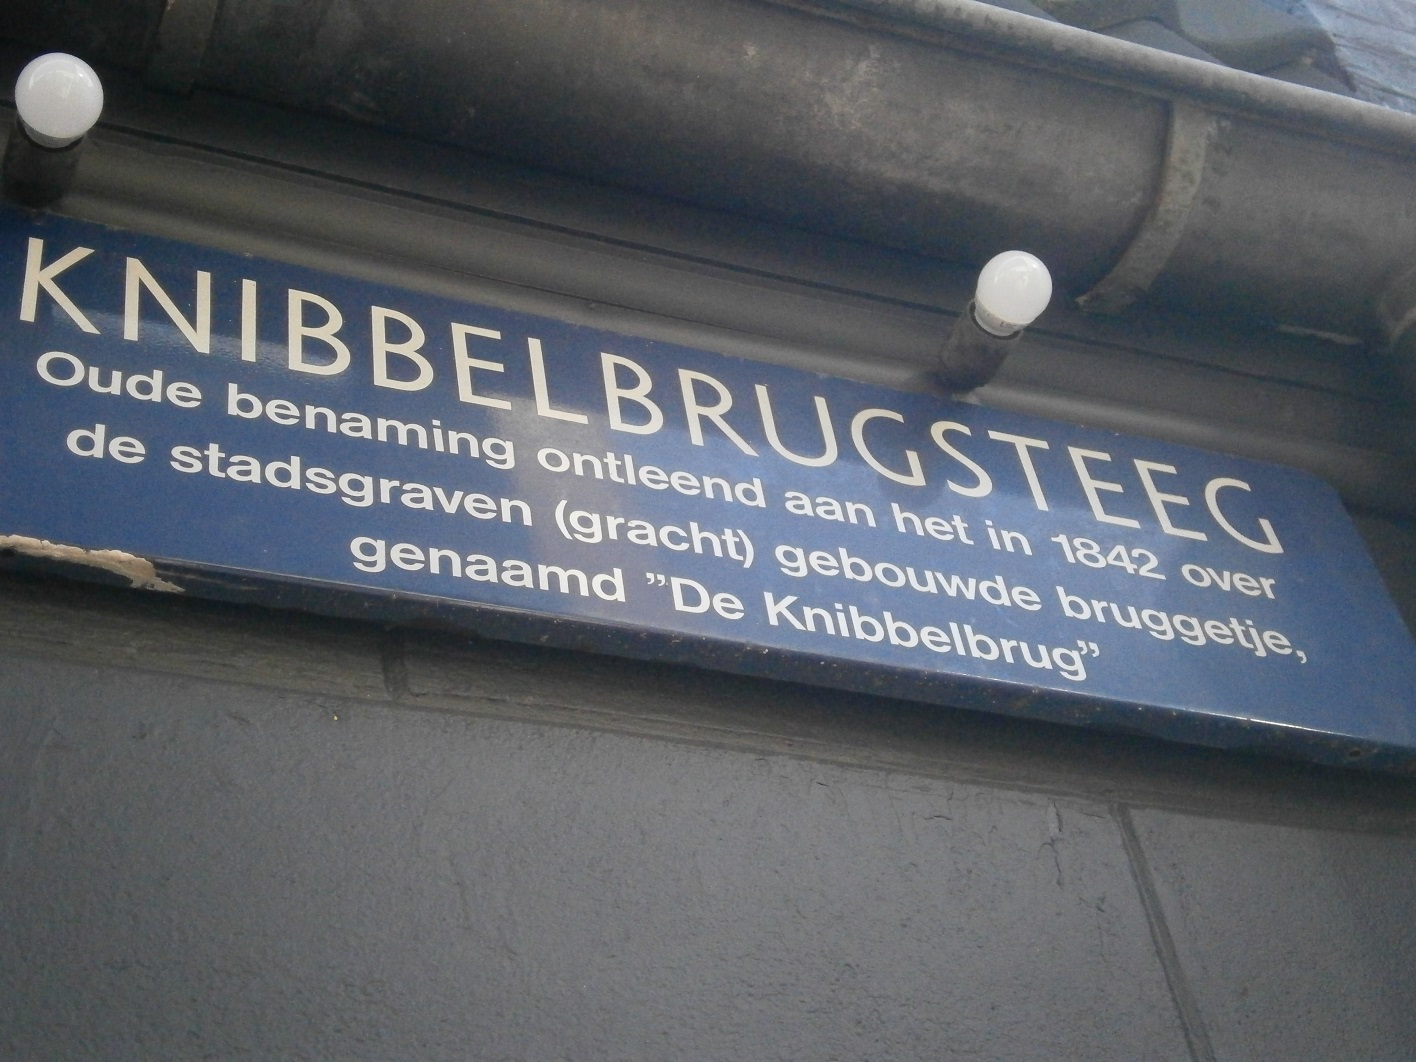 KNIBBELBRUGSTEEG
Oude benaming ontleend aan het in 1842 over
de stadsgraven (gracht) gebouwde bruggetje,
genaamd ”De Knibbelbrug”